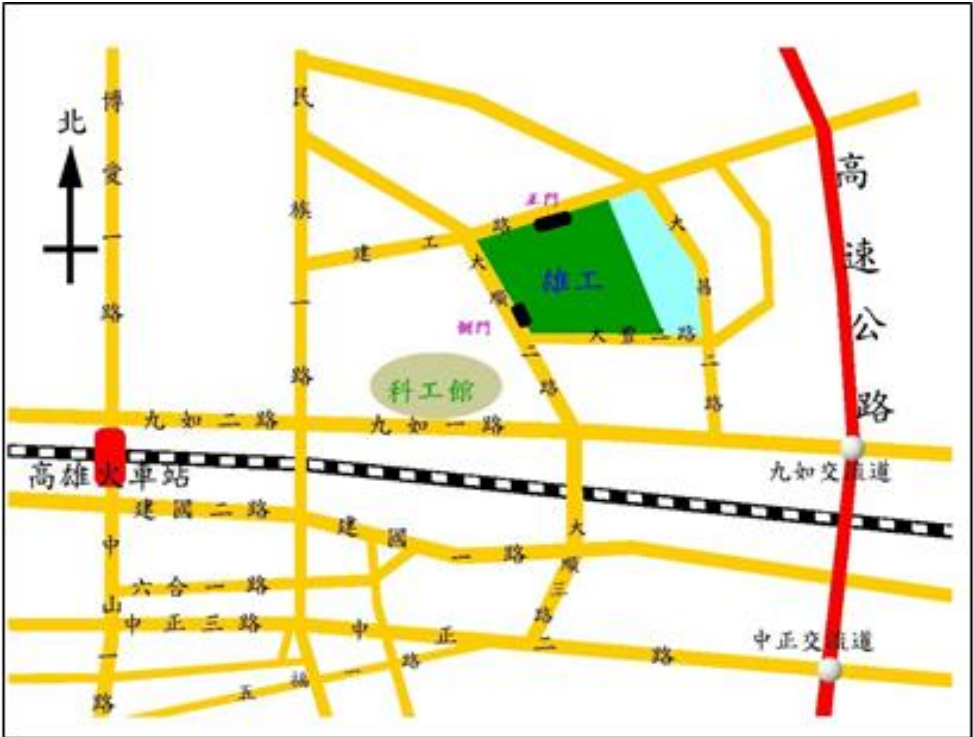 北
博愛一路
民族一路
建工路
正門
雄工
側門
大順二路
大昌二路
大豐二路
高速公路
科工館
九如二路
九如一路
高雄火車站
九如交流道
建國二路
建國一路
大順三路
六合一路
中山一路
中正三路
中正二路
中正交流道
五福一路